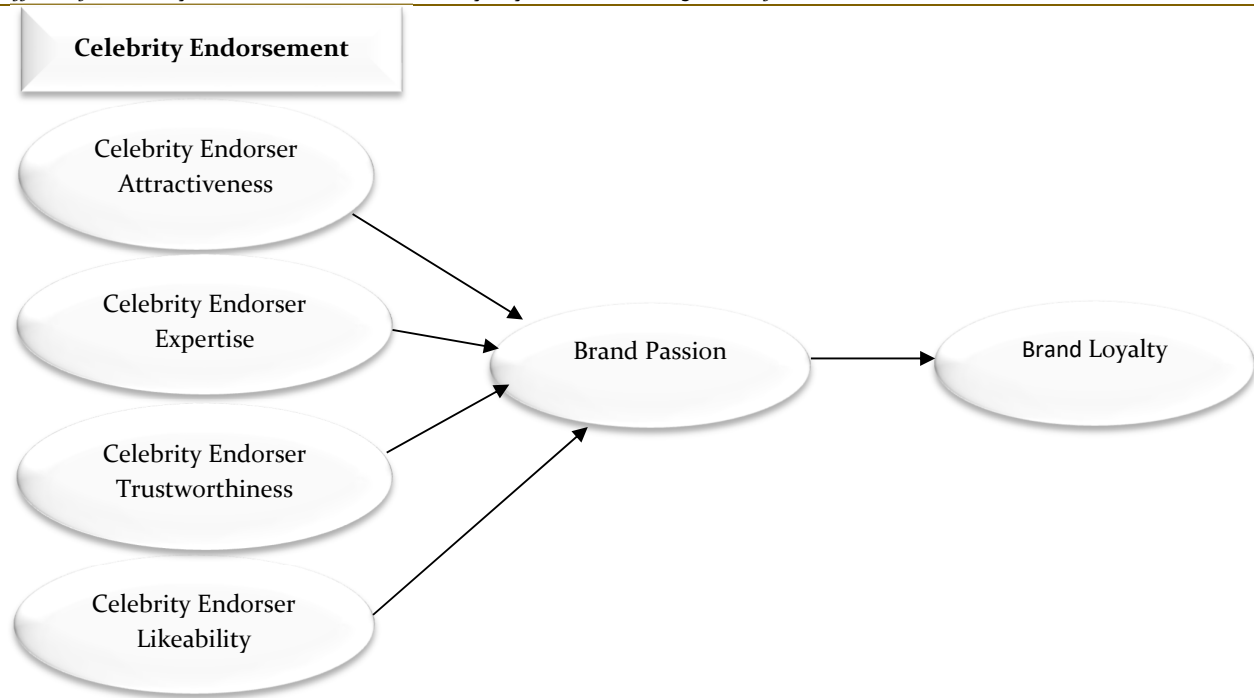 Celebrity Endorsement
Celebrity Endorser
Attractiveness
Celebrity Endorser
Expertise
Brand Passion
Brand Loyalty
Celebrity Endorser
Trustworthiness
Celebrity Endorser
Likeability